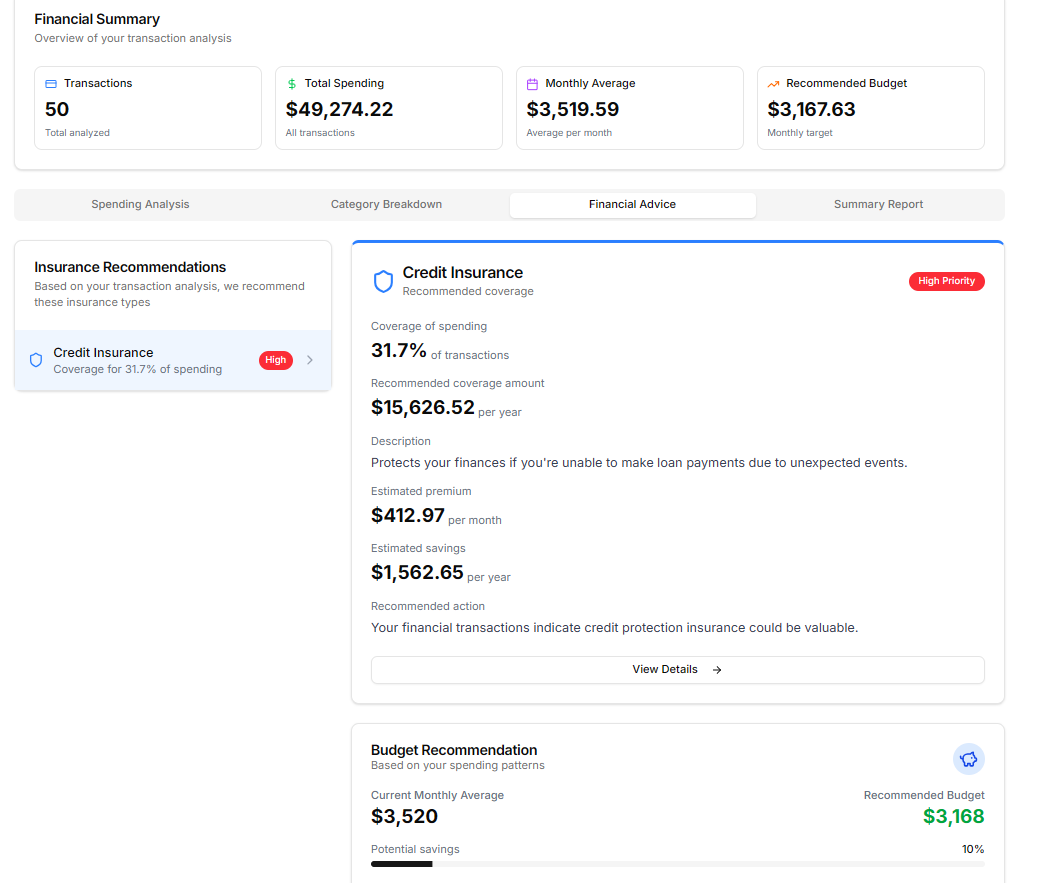 Financial Summary
Overview of your transaction analysis
Transactions
50
Total analyzed
Total Spending
$49,274.22
All transactions
Monthly Average
$3,519.59
Average per month
Recommended Budget
$3,167.63
Monthly target
Spending Analysis
Category Breakdown
Financial Advice
Summary Report
Insurance Recommendations
Based on your transaction analysis, we recommend
these insurance types
Credit Insurance
Coverage for 31.7% of spending
High
Credit Insurance
Recommended coverage
High Priority
Coverage of spending
31.7% of transactions
Recommended coverage amount
$15,626.52 per year
Description
Protects your finances if you're unable to make loan payments due to unexpected events.
Estimated premium
$412.97 per month
Estimated savings
$1,562.65 per year
Recommended action
Your financial transactions indicate credit protection insurance could be valuable.
View Details
Budget Recommendation
Based on your spending patterns
Current Monthly Average
$3,520
Recommended Budget
$3,168
Potential savings
10%